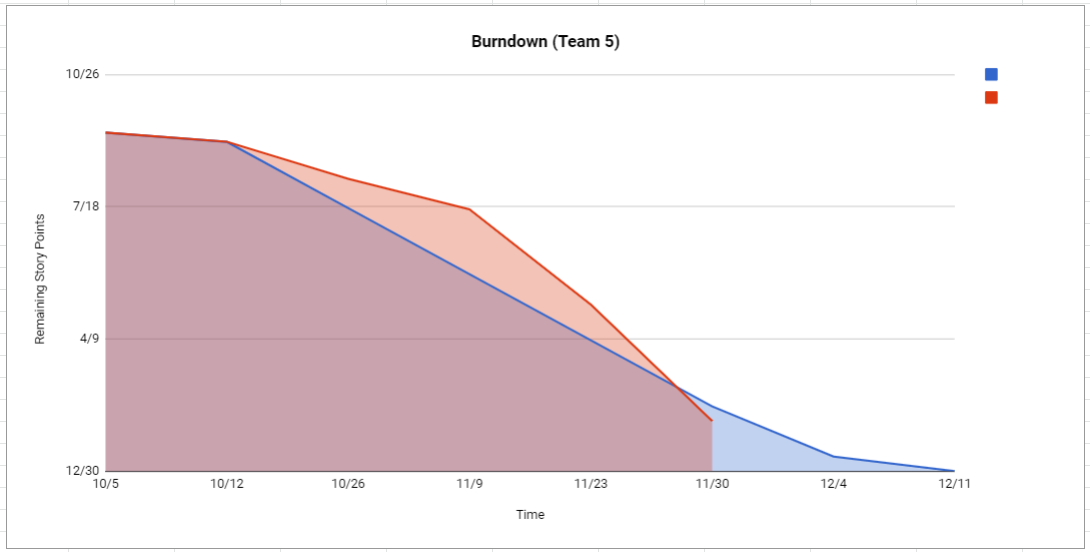 Burndown (Team 5)
10/26
7/18
4/9
12/30
Remaining Story Points
10/5 10/12 10/26 11/9 11/23 11/30 12/4 12/11
Time